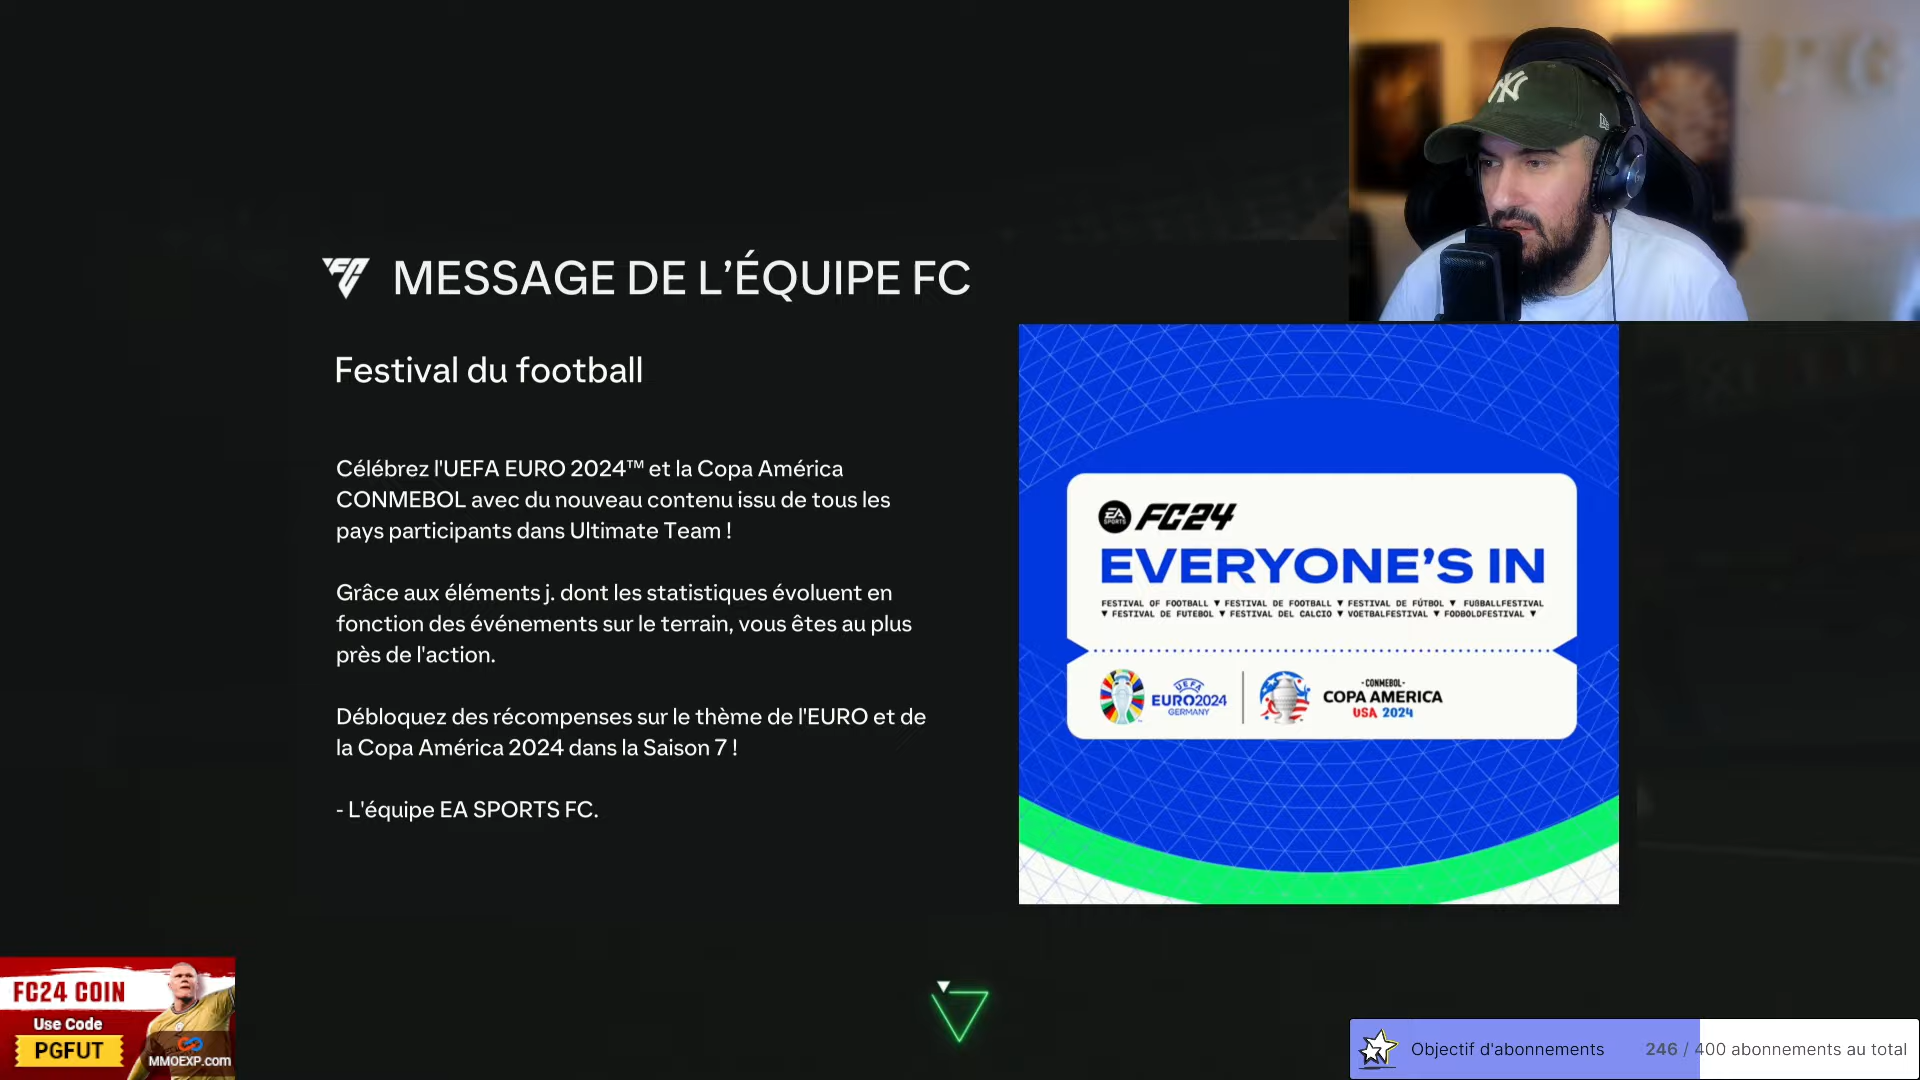 NY
MESSAGE DE L’ÉQUIPE FC
Festival du football
Célébrez l'UEFA EURO 2024™ et la Copa América
CONMEBOL avec du nouveau contenu issu de tous les
pays participants dans Ultimate Team !
Grâce aux éléments j. dont les statistiques évoluent en
fonction des événements sur le terrain, vous êtes au plus
près de l'action.
Débloquez des récompenses sur le thème de l'EURO et de
la Copa América 2024 dans la Saison 7 !
- L'équipe EA SPORTS FC.
EA SPORTS FC24
EVERYONE’S IN
FESTIVAL OF FOOTBALL ▼ FESTIVAL DE FOOTBALL ▼ FESTIVAL DE FÚTBOL ▼ FUßBALLFESTIVAL
▼ FESTIVAL DE FUTEBOL ▼ FESTIVAL DEL CALCIO ▼ VOETBALFESTIVAL ▼ FODBOLDFESTIVAL ▼
UEFA
EURO2024
GERMANY
-CONMEBOL-
COPA AMERICA
USA 2024
FC24 COIN
Use Code
PGFUT
MMOEXP.com
Objectif d'abonnements 246 / 400 abonnements au total